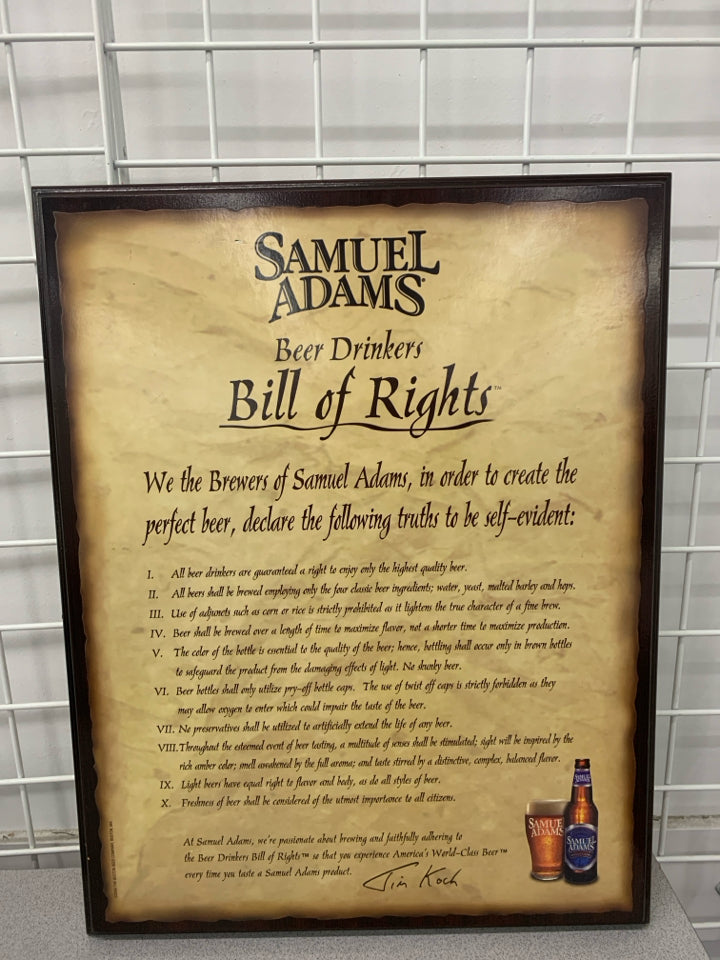 SAMUEL
ADAMS®
Beer Drinkers
Bill of Rights™
We the Brewers of Samuel Adams, in order to create the
perfect beer, declare the following truths to be self-evident:
I. All beer drinkers are guaranteed a right to enjoy only the highest quality beer.
II. All beers shall be brewed employing only the four classic beer ingredients; water, yeast, malted barley and hops.
III. Use of adjuncts such as corn or rice is strictly prohibited as it lightens the true character of a fine brew.
IV. Beer shall be brewed over a length of time to maximize flavor, not a shorter time to maximize production.
V. The color of the bottle is essential to the quality of the beer; hence, bottling shall occur only in brown bottles
to safeguard the product from the damaging effects of light. No skunky beer.
VI. Beer bottles shall only utilize pry-off bottle caps. The use of twist off caps is strictly forbidden as they
may allow oxygen to enter which could impair the taste of the beer.
VII. No preservatives shall be utilized to artificially extend the life of any beer.
VIII. Throughout the esteemed event of beer tasting, a multitude of senses shall be stimulated; sight will be inspired by the
rich amber color; smell awakened by the full aroma; and taste stirred by a distinctive, complex, balanced flavor.
IX. Light beers have equal right to flavor and body, as do all styles of beer.
X. Freshness of beer shall be considered of the utmost importance to all citizens.
At Samuel Adams, we're passionate about brewing and faithfully adhering to
the Beer Drinkers Bill of Rights™ so that you experience America's World-Class Beer™
every time you taste a Samuel Adams product.
Jim Koch
SAMUEL
ADAMS
SAMUEL
ADAMS